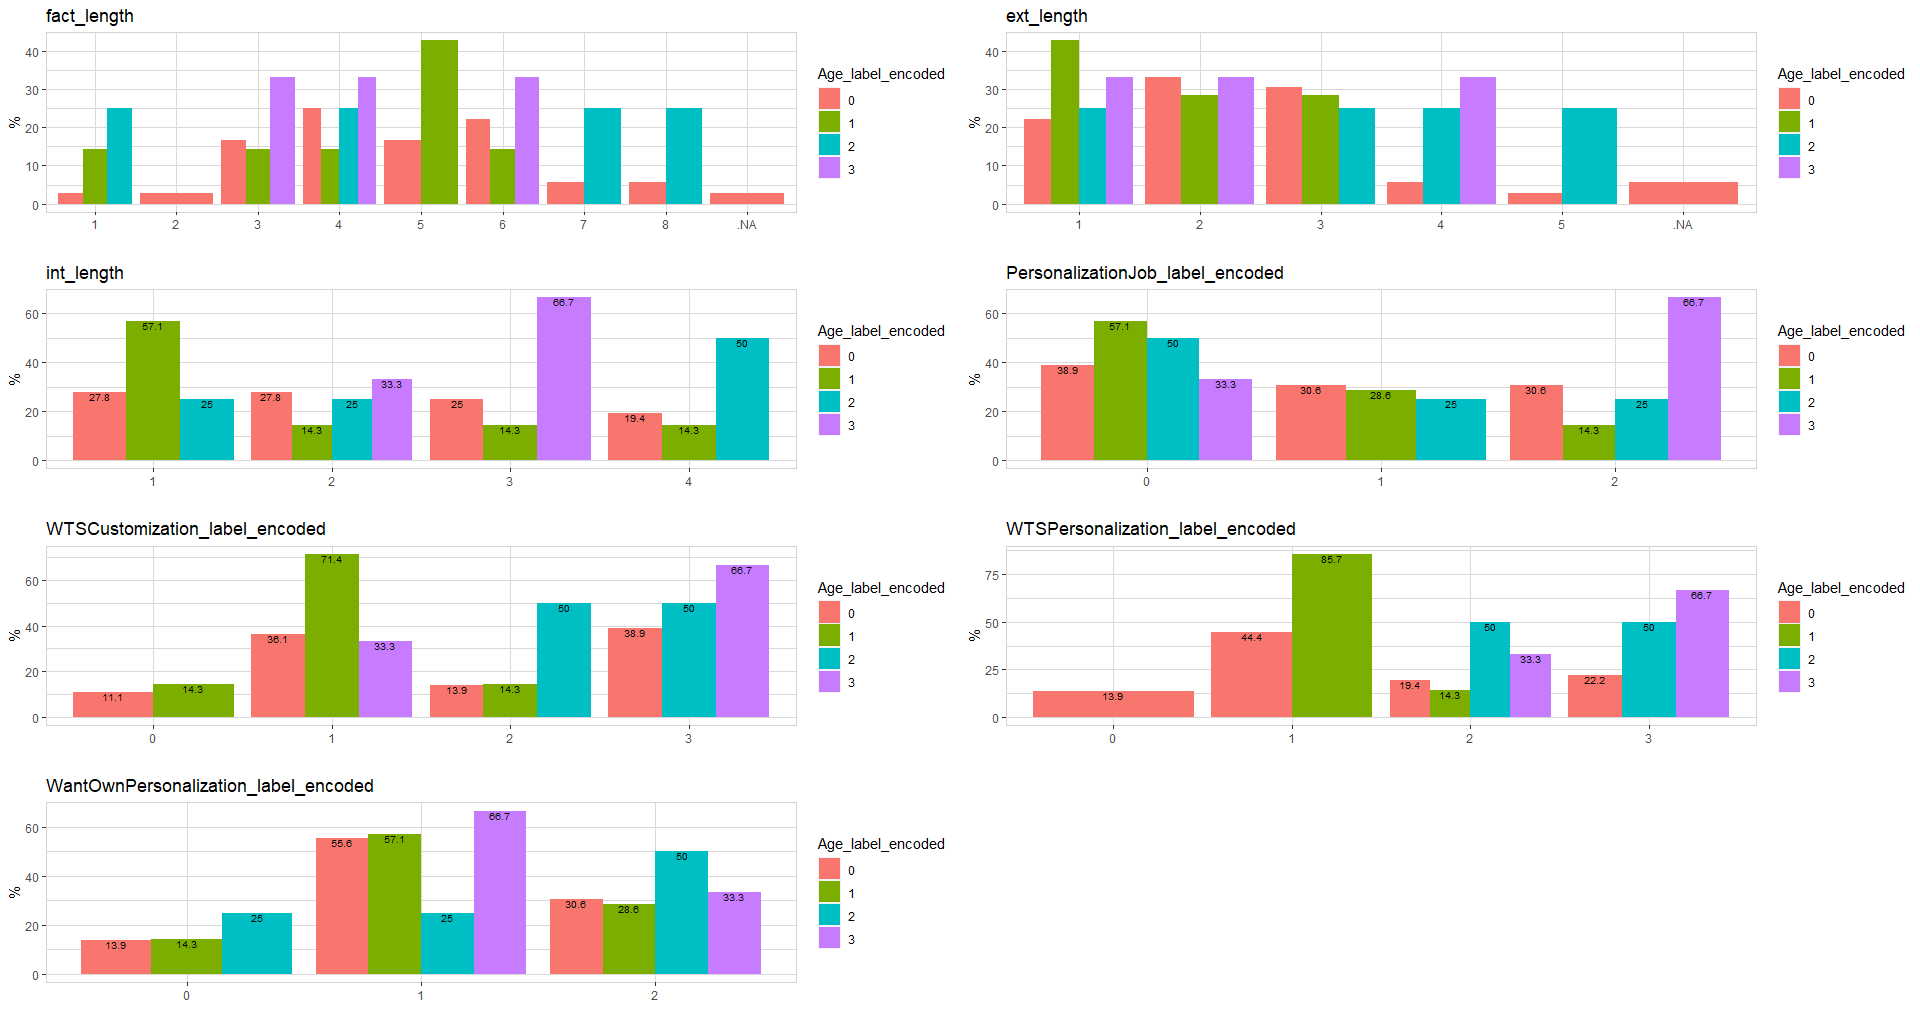 fact_length
%
40
30
20
10
0
1 2 3 4 5 6 7 8 .NA
Age_label_encoded
0
1
2
3
ext_length
%
40
30
20
10
0
1 2 3 4 5 .NA
Age_label_encoded
0
1
2
3
int_length
%
60
40
20
0
27.8 57.1 25 27.8 14.3 25 33.3 25 14.3 66.7 19.4 14.3 50
1 2 3 4
Age_label_encoded
0
1
2
3
PersonalizationJob_label_encoded
%
60
40
20
0
38.9 57.1 50 33.3 30.6 28.6 25 30.6 14.3 25 66.7
0 1 2
Age_label_encoded
0
1
2
3
WTSCustomization_label_encoded
%
60
40
20
0
11.1 14.3 36.1 71.4 33.3 13.9 14.3 50 38.9 50 66.7
0 1 2 3
Age_label_encoded
0
1
2
3
WTSPersonalization_label_encoded
%
75
50
25
0
13.9 44.4 85.7 19.4 14.3 50 33.3 22.2 50 66.7
0 1 2 3
Age_label_encoded
0
1
2
3
WantOwnPersonalization_label_encoded
%
60
40
20
0
13.9 14.3 25 55.6 57.1 25 66.7 30.6 28.6 50 33.3
0 1 2
Age_label_encoded
0
1
2
3